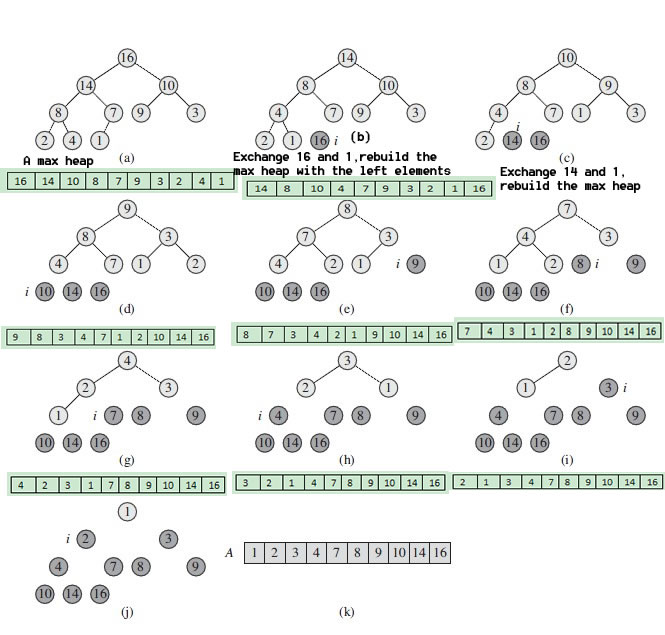 16
14 10
8 7 9 3
2 4 1
(a)
A max heap
16 14 10 8 7 9 3 2 4 1
14
8 10
4 7 9 3
2 1 16 i
(b)
Exchange 16 and 1,rebuild the
max heap with the left elements
14 8 10 4 7 9 3 2 1 16
10
8 9
4 7 1 3
i
2 14 16
(c)
Exchange 14 and 1,
rebuild the max heap
9
8 3
4 7 1 2
i 10 14 16
(d)
9 8 3 4 7 1 2 10 14 16
8
7 3
4 2 1 i 9
10 14 16
(e)
8 7 3 4 2 1 9 10 14 16
7
4 3
1 2 8 i 9
10 14 16
(f)
7 4 3 1 2 8 9 10 14 16
4
2 3
1 i 7 8 9
10 14 16
(g)
4 2 3 1 7 8 9 10 14 16
3
2 1
i 4 7 8 9
10 14 16
(h)
3 2 1 4 7 8 9 10 14 16
2
1 3 i
4 7 8 9
10 14 16
(i)
2 1 3 4 7 8 9 10 14 16
1
i 2 3
4 7 8 9
10 14 16
(j)
A 1 2 3 4 7 8 9 10 14 16
(k)